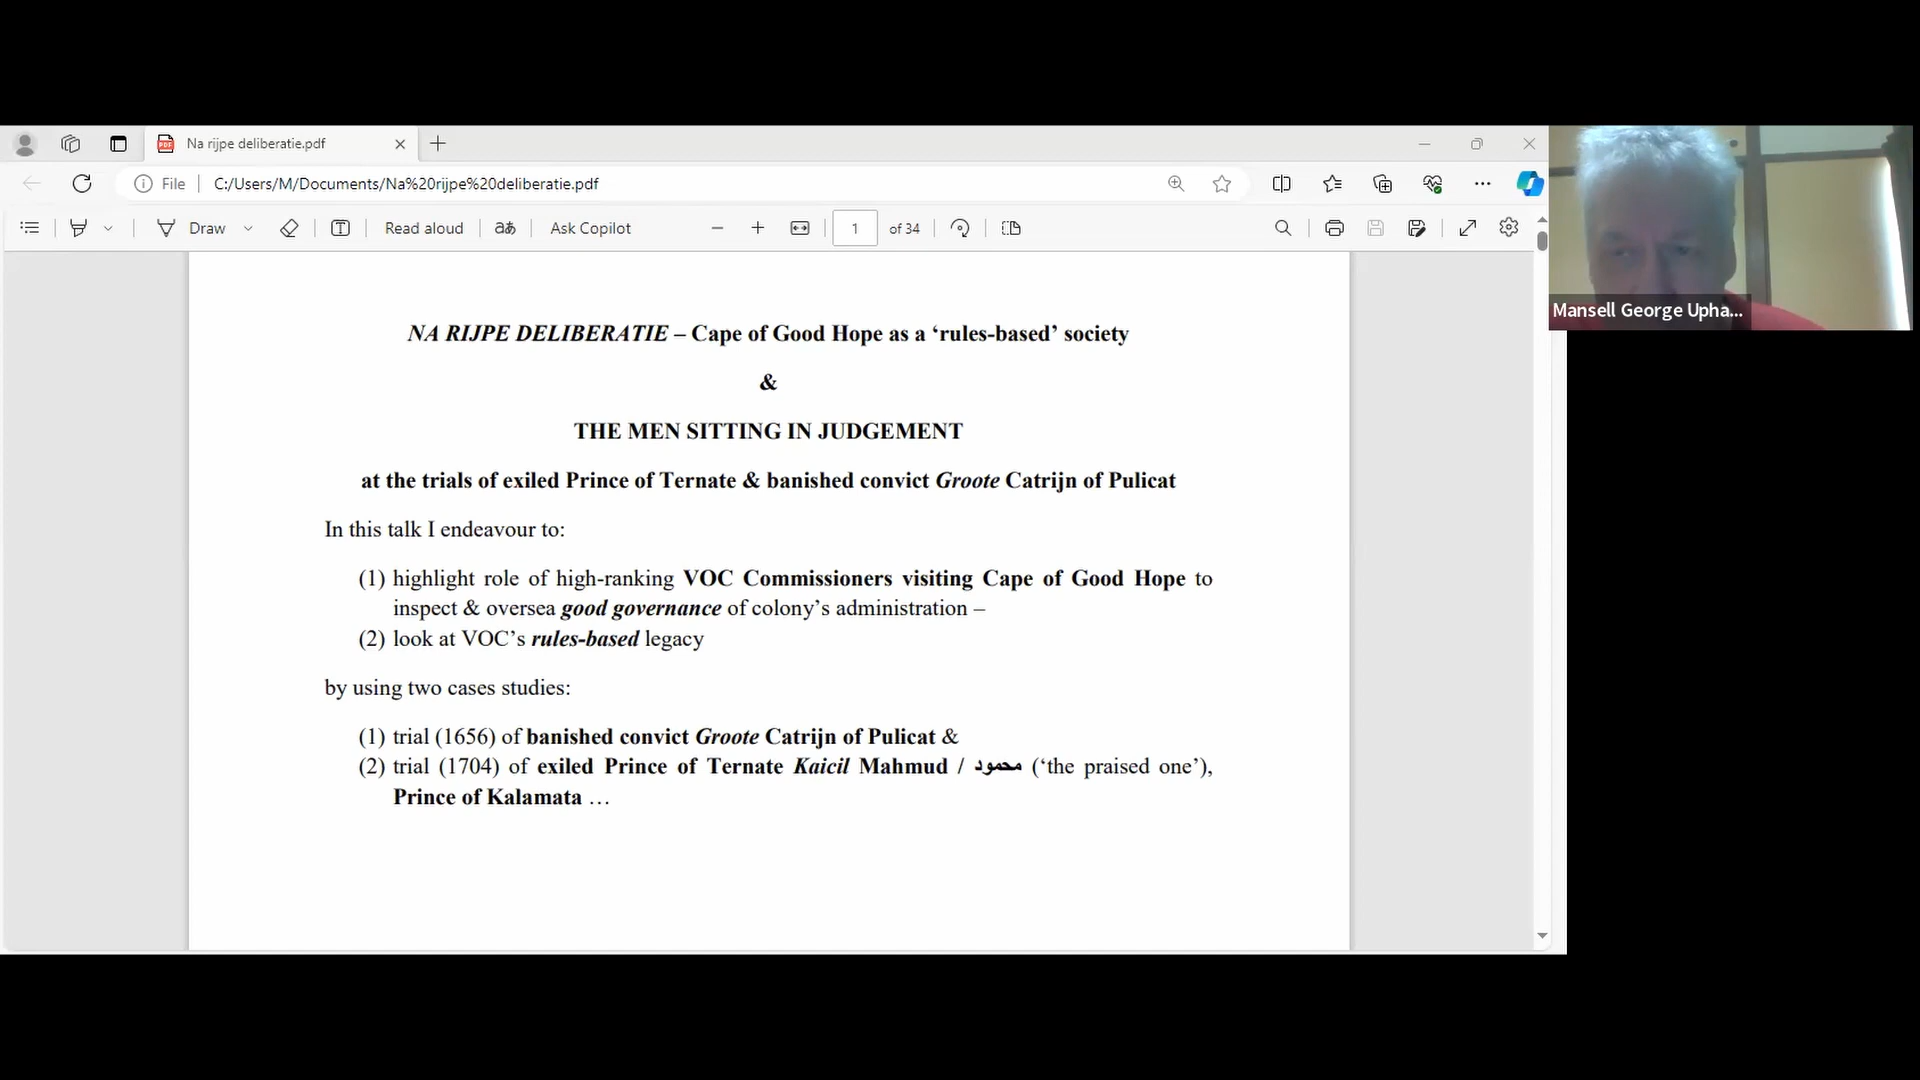 Na rijpe deliberatie.pdf
File
C:/Users/M/Documents/Na%20rijpe%20deliberatie.pdf
Draw
Read aloud
aあ
Ask Copilot
1
of 34
Mansell George Upha...
NA RIJPE DELIBERATIE – Cape of Good Hope as a ‘rules-based’ society
&
THE MEN SITTING IN JUDGEMENT
at the trials of exiled Prince of Ternate & banished convict Groote Catrijn of Pulicat
In this talk I endeavour to:
(1) highlight role of high-ranking VOC Commissioners visiting Cape of Good Hope to
inspect & oversea good governance of colony’s administration –
(2) look at VOC’s rules-based legacy
by using two cases studies:
(1) trial (1656) of banished convict Groote Catrijn of Pulicat &
(2) trial (1704) of exiled Prince of Ternate Kaicil Mahmud / محمود (‘the praised one’),
Prince of Kalamata …